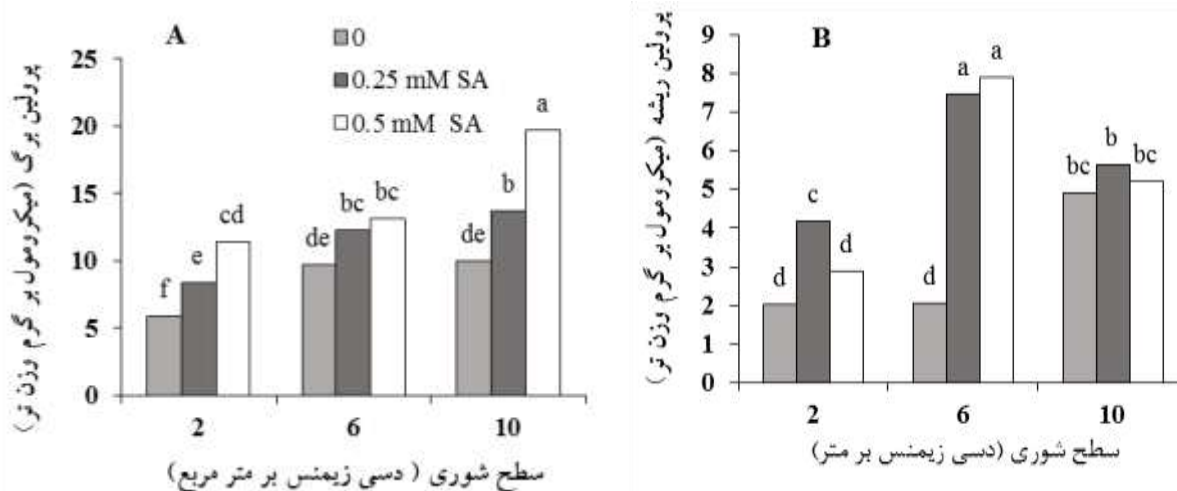 A
پرولین برگ (میکرومول بر گرم وزن تر)
25
20
15
10
5
0
0
0.25 mM SA
0.5 mM SA
f
e
cd
de
bc
bc
de
b
a
2
6
10
سطح شوری ( دسی زیمنس بر متر مربع)
B
پرولین ریشه (میکرومول بر گرم وزن تر)
9
8
7
6
5
4
3
2
1
0
d
c
d
d
a
a
bc
b
bc
2
6
10
سطح شوری (دسی زیمنس بر متر)